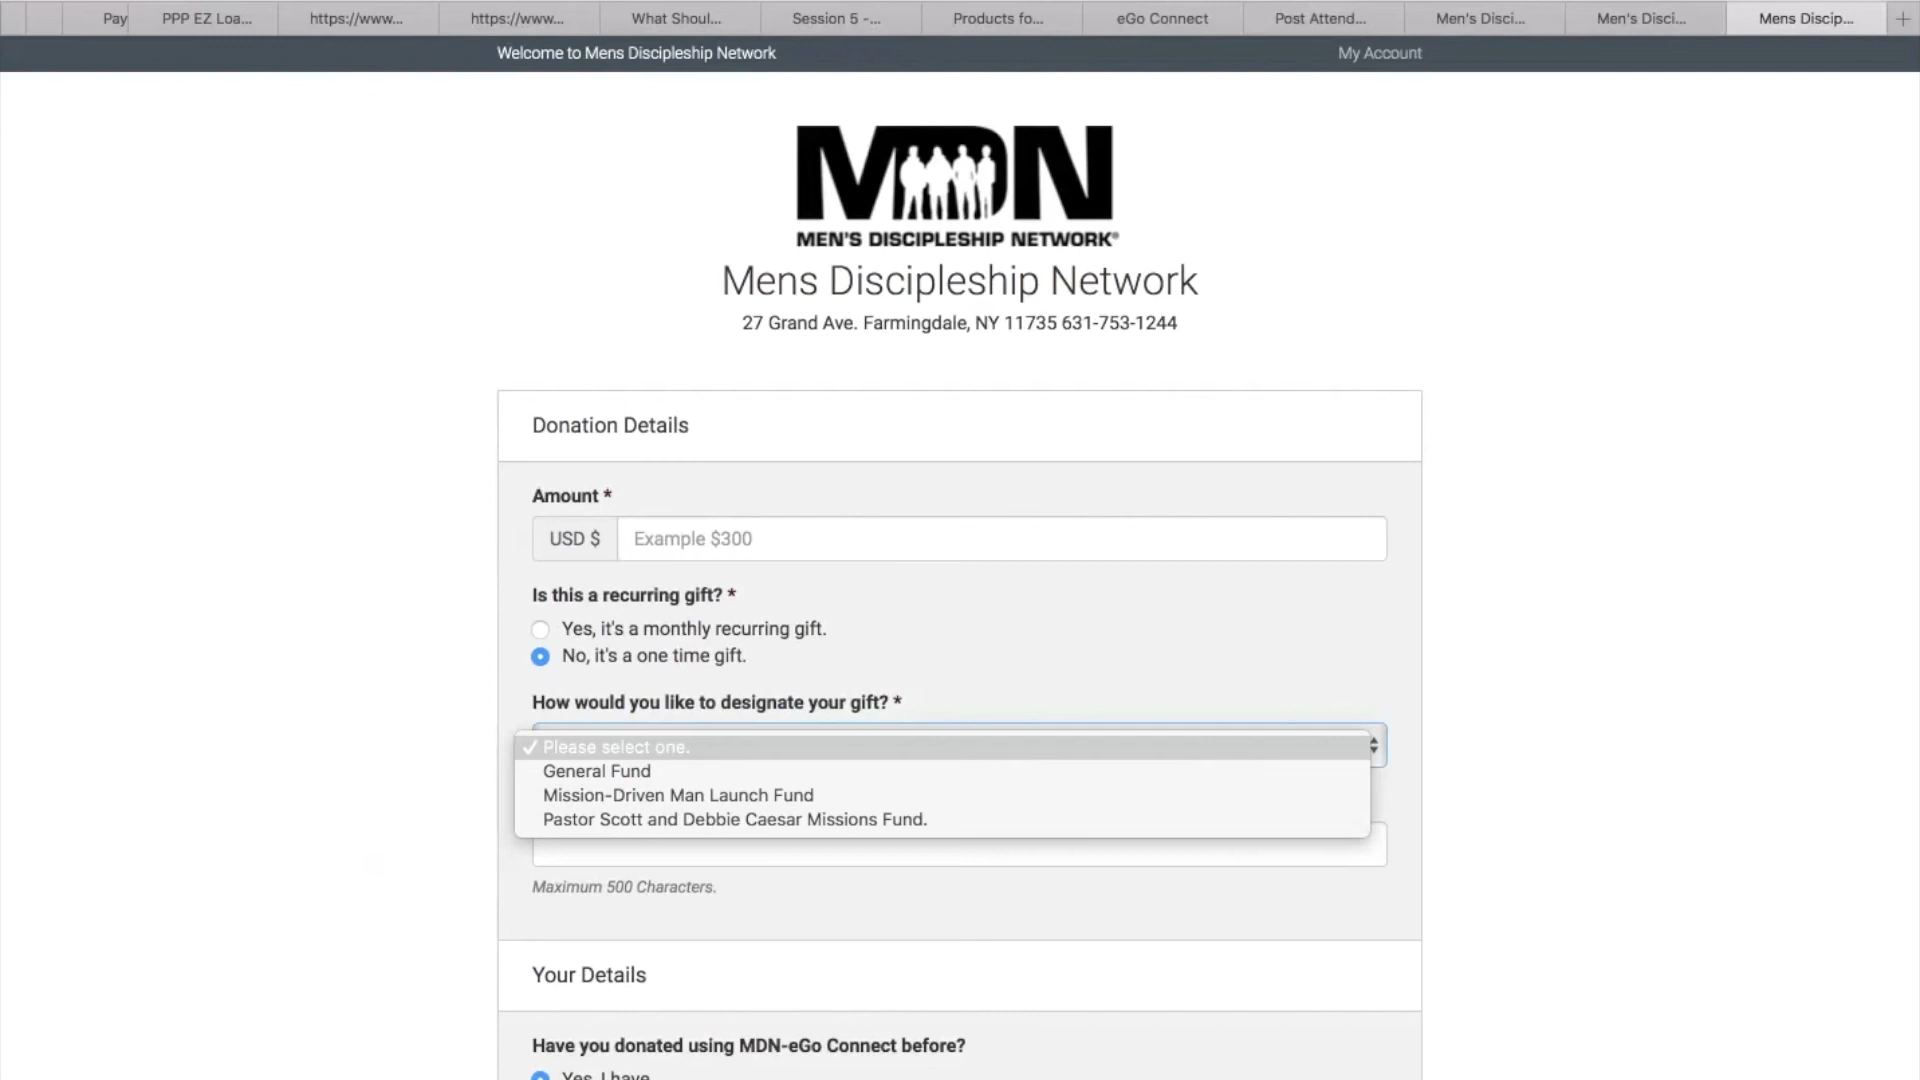 Pay
PPP EZ Loa...
https://www...
https://www...
What Shoul...
Session 5 -...
Products fo...
eGo Connect
Post Attend...
Men's Disci...
Men's Disci...
Mens Discip...
Welcome to Mens Discipleship Network
My Account
MDN
MEN'S DISCIPLESHIP NETWORK®
Mens Discipleship Network
27 Grand Ave. Farmingdale, NY 11735 631-753-1244
Donation Details
Amount *
USD $ Example $300
Is this a recurring gift? *
Yes, it's a monthly recurring gift.
No, it's a one time gift.
How would you like to designate your gift? *
✓ Please select one.
General Fund
Mission-Driven Man Launch Fund
Pastor Scott and Debbie Caesar Missions Fund.
Maximum 500 Characters.
Your Details
Have you donated using MDN-eGo Connect before?
Yes, I have